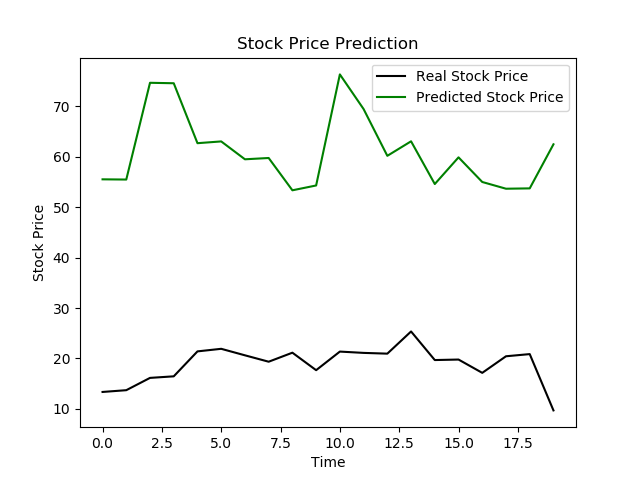 Stock Price Prediction
Real Stock Price
Predicted Stock Price
70
60
50
40
30
20
10
Stock Price
0.0 2.5 5.0 7.5 10.0 12.5 15.0 17.5
Time